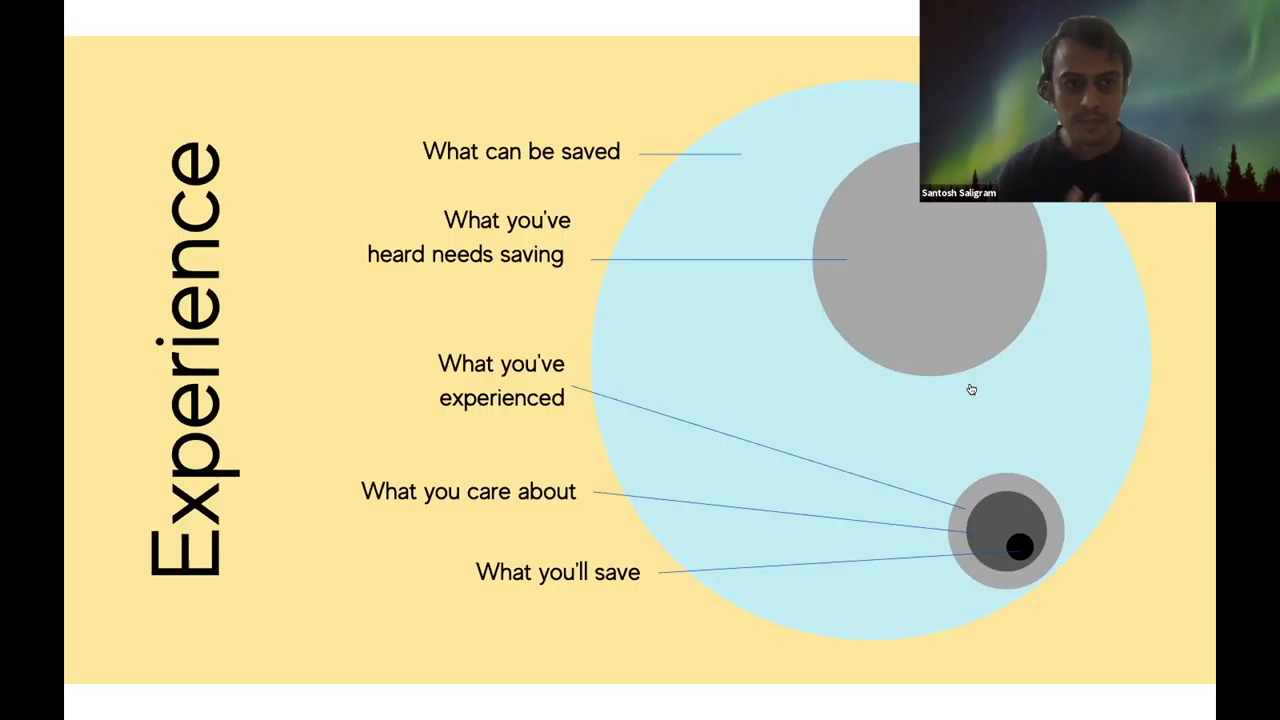 Experience
What can be saved
What you've
heard needs saving
What you've
experienced
What you care about
What you'll save
Santosh Saligram